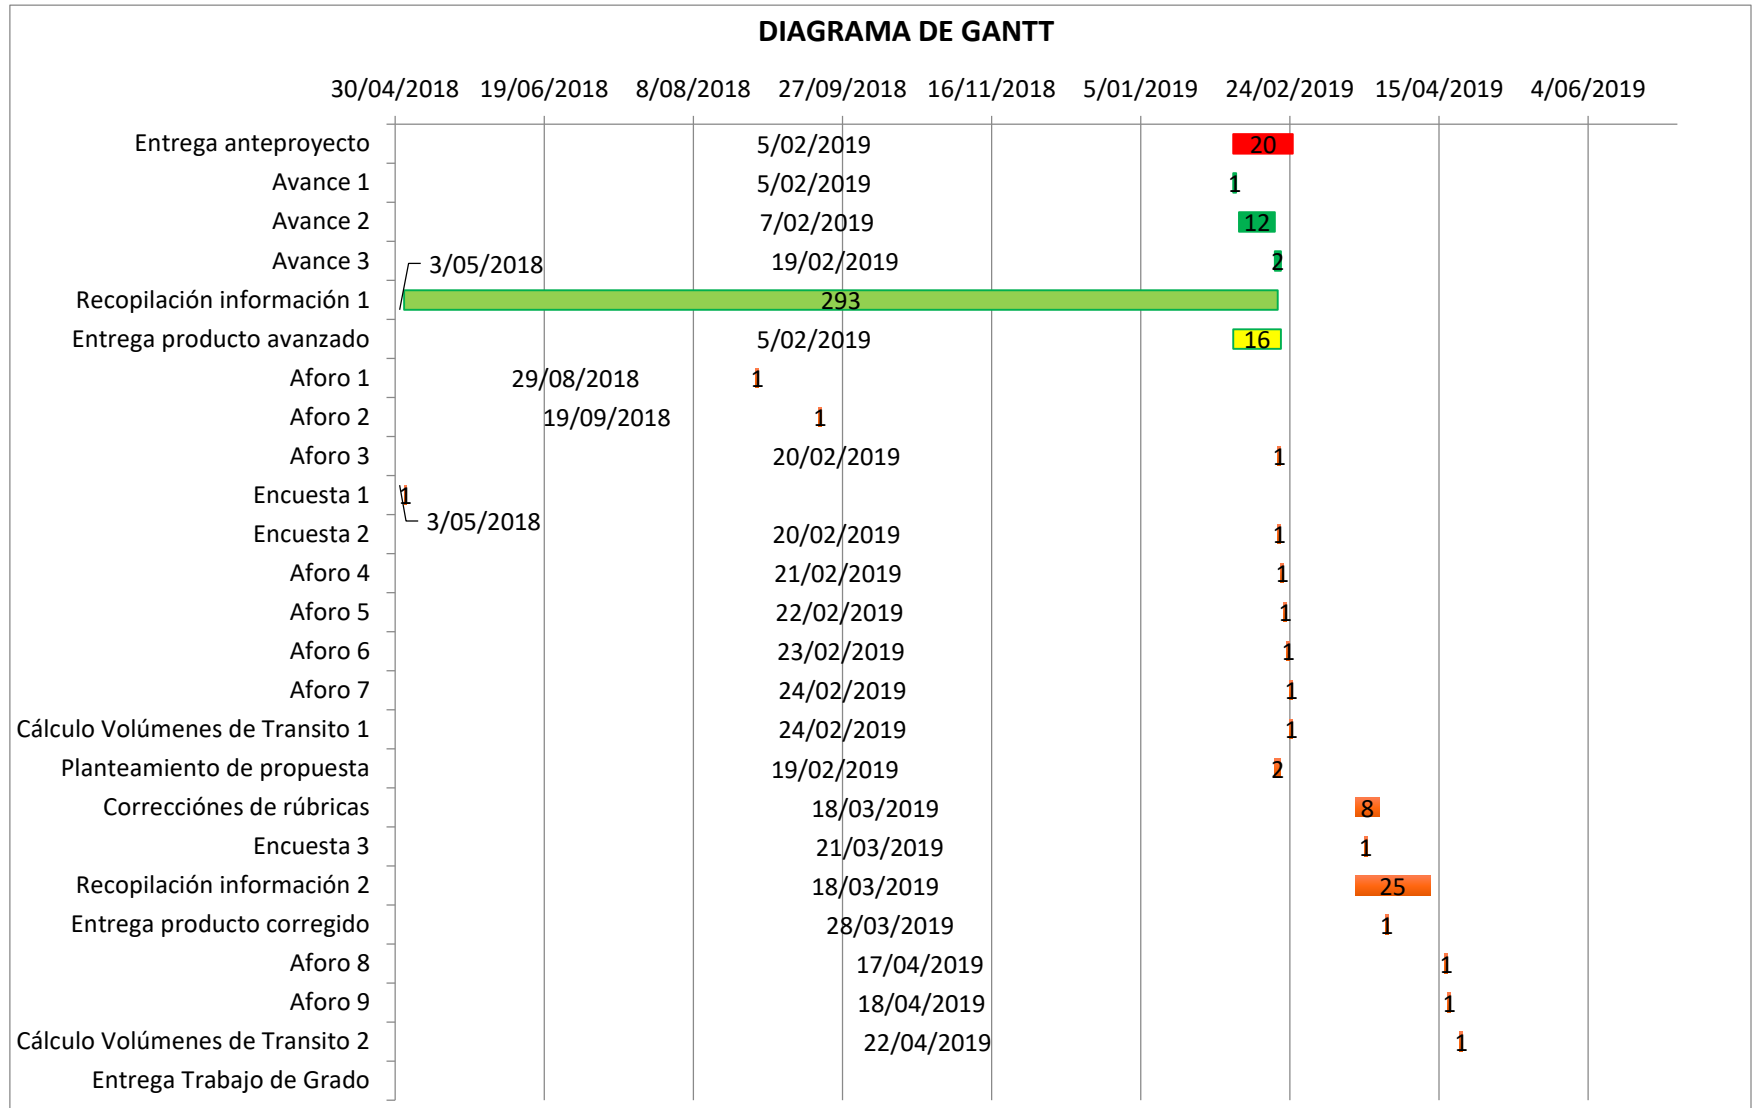 DIAGRAMA DE GANTT
30/04/2018 19/06/2018 8/08/2018 27/09/2018 16/11/2018 5/01/2019 24/02/2019 15/04/2019 4/06/2019
Entrega anteproyecto 5/02/2019 20
Avance 1 5/02/2019 1
Avance 2 7/02/2019 12
Avance 3 19/02/2019 2
3/05/2018
Recopilación información 1 293
Entrega producto avanzado 5/02/2019 16
Aforo 1 29/08/2018 1
Aforo 2 19/09/2018 1
Aforo 3 20/02/2019 1
Encuesta 1 1
3/05/2018
Encuesta 2 20/02/2019 1
Aforo 4 21/02/2019 1
Aforo 5 22/02/2019 1
Aforo 6 23/02/2019 1
Aforo 7 24/02/2019 1
Cálculo Volúmenes de Transito 1 24/02/2019 1
Planteamiento de propuesta 19/02/2019 2
Correcciónes de rúbricas 18/03/2019 8
Encuesta 3 21/03/2019 1
Recopilación información 2 18/03/2019 25
Entrega producto corregido 28/03/2019 1
Aforo 8 17/04/2019 1
Aforo 9 18/04/2019 1
Cálculo Volúmenes de Transito 2 22/04/2019 1
Entrega Trabajo de Grado